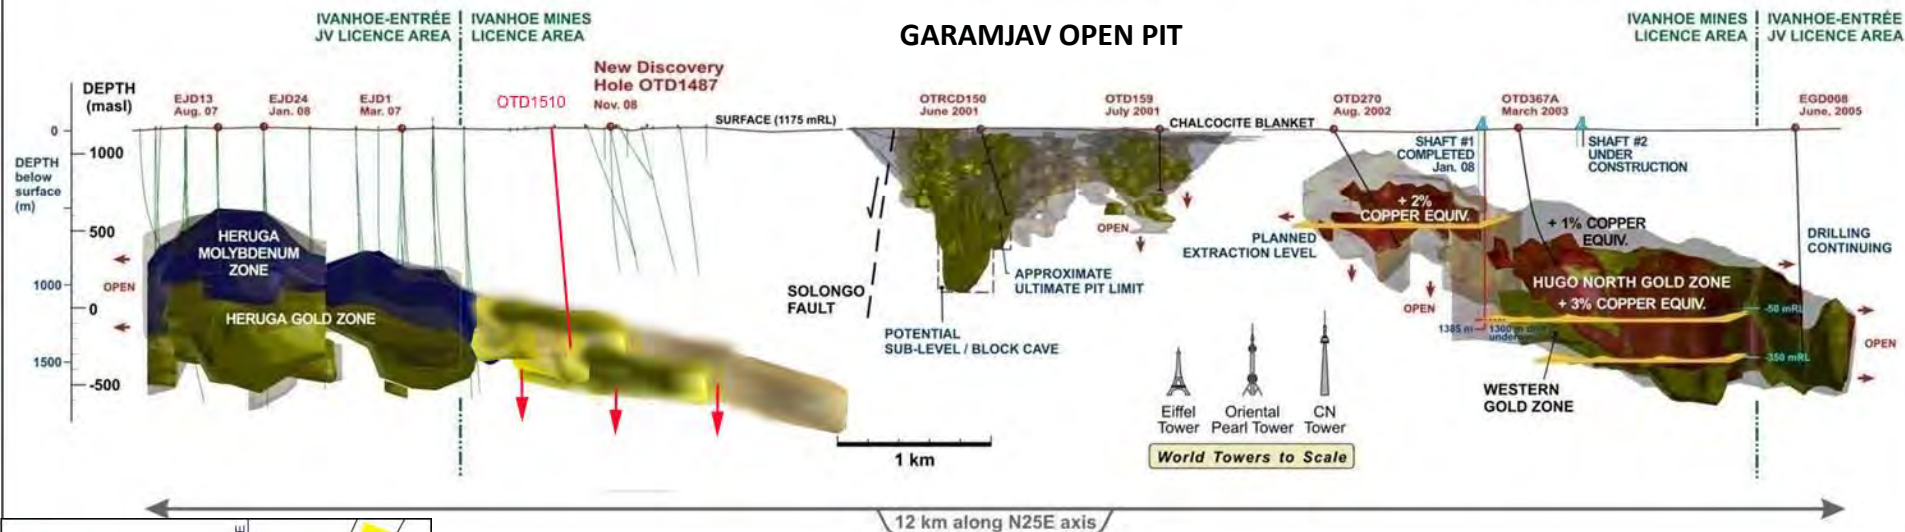 IVANHOE-ENTRÉE
JV LICENCE AREA
IVANHOE MINES
LICENCE AREA
GARAMJAV OPEN PIT
IVANHOE MINES
LICENCE AREA
IVANHOE-ENTRÉE
JV LICENCE AREA
DEPTH
(masl)
EJD13
Aug. 07
EJD24
Jan. 08
EJD1
Mar. 07
OTD1510
New Discovery
Hole OTD1487
Nov. 08
SURFACE (1175 mRL)
OTRCD150
June 2001
OTD159
July 2001
CHALCOCITE BLANKET
OTD270
Aug. 2002
OTD367A
March 2003
EGD008
June, 2005
SHAFT #1
COMPLETED
Jan. 08
SHAFT #2
UNDER
CONSTRUCTION
0
DEPTH
below
surface
(m)
1000
500
1000
0
1500
-500
OPEN
HERUGA
MOLYBDENUM
ZONE
HERUGA GOLD ZONE
SOLONGO
FAULT
OPEN
APPROXIMATE
ULTIMATE PIT LIMIT
POTENTIAL
SUB-LEVEL / BLOCK CAVE
PLANNED
EXTRACTION LEVEL
+ 2%
COPPER EQUIV.
+ 1% COPPER
EQUIV.
DRILLING
CONTINUING
HUGO NORTH GOLD ZONE
+ 3% COPPER EQUIV.
OPEN
1385 m
1300 m drift
underway
-50 mRL
-350 mRL
OPEN
WESTERN
GOLD ZONE
Eiffel
Tower
Oriental
Pearl Tower
CN
Tower
World Towers to Scale
1 km
12 km along N25E axis